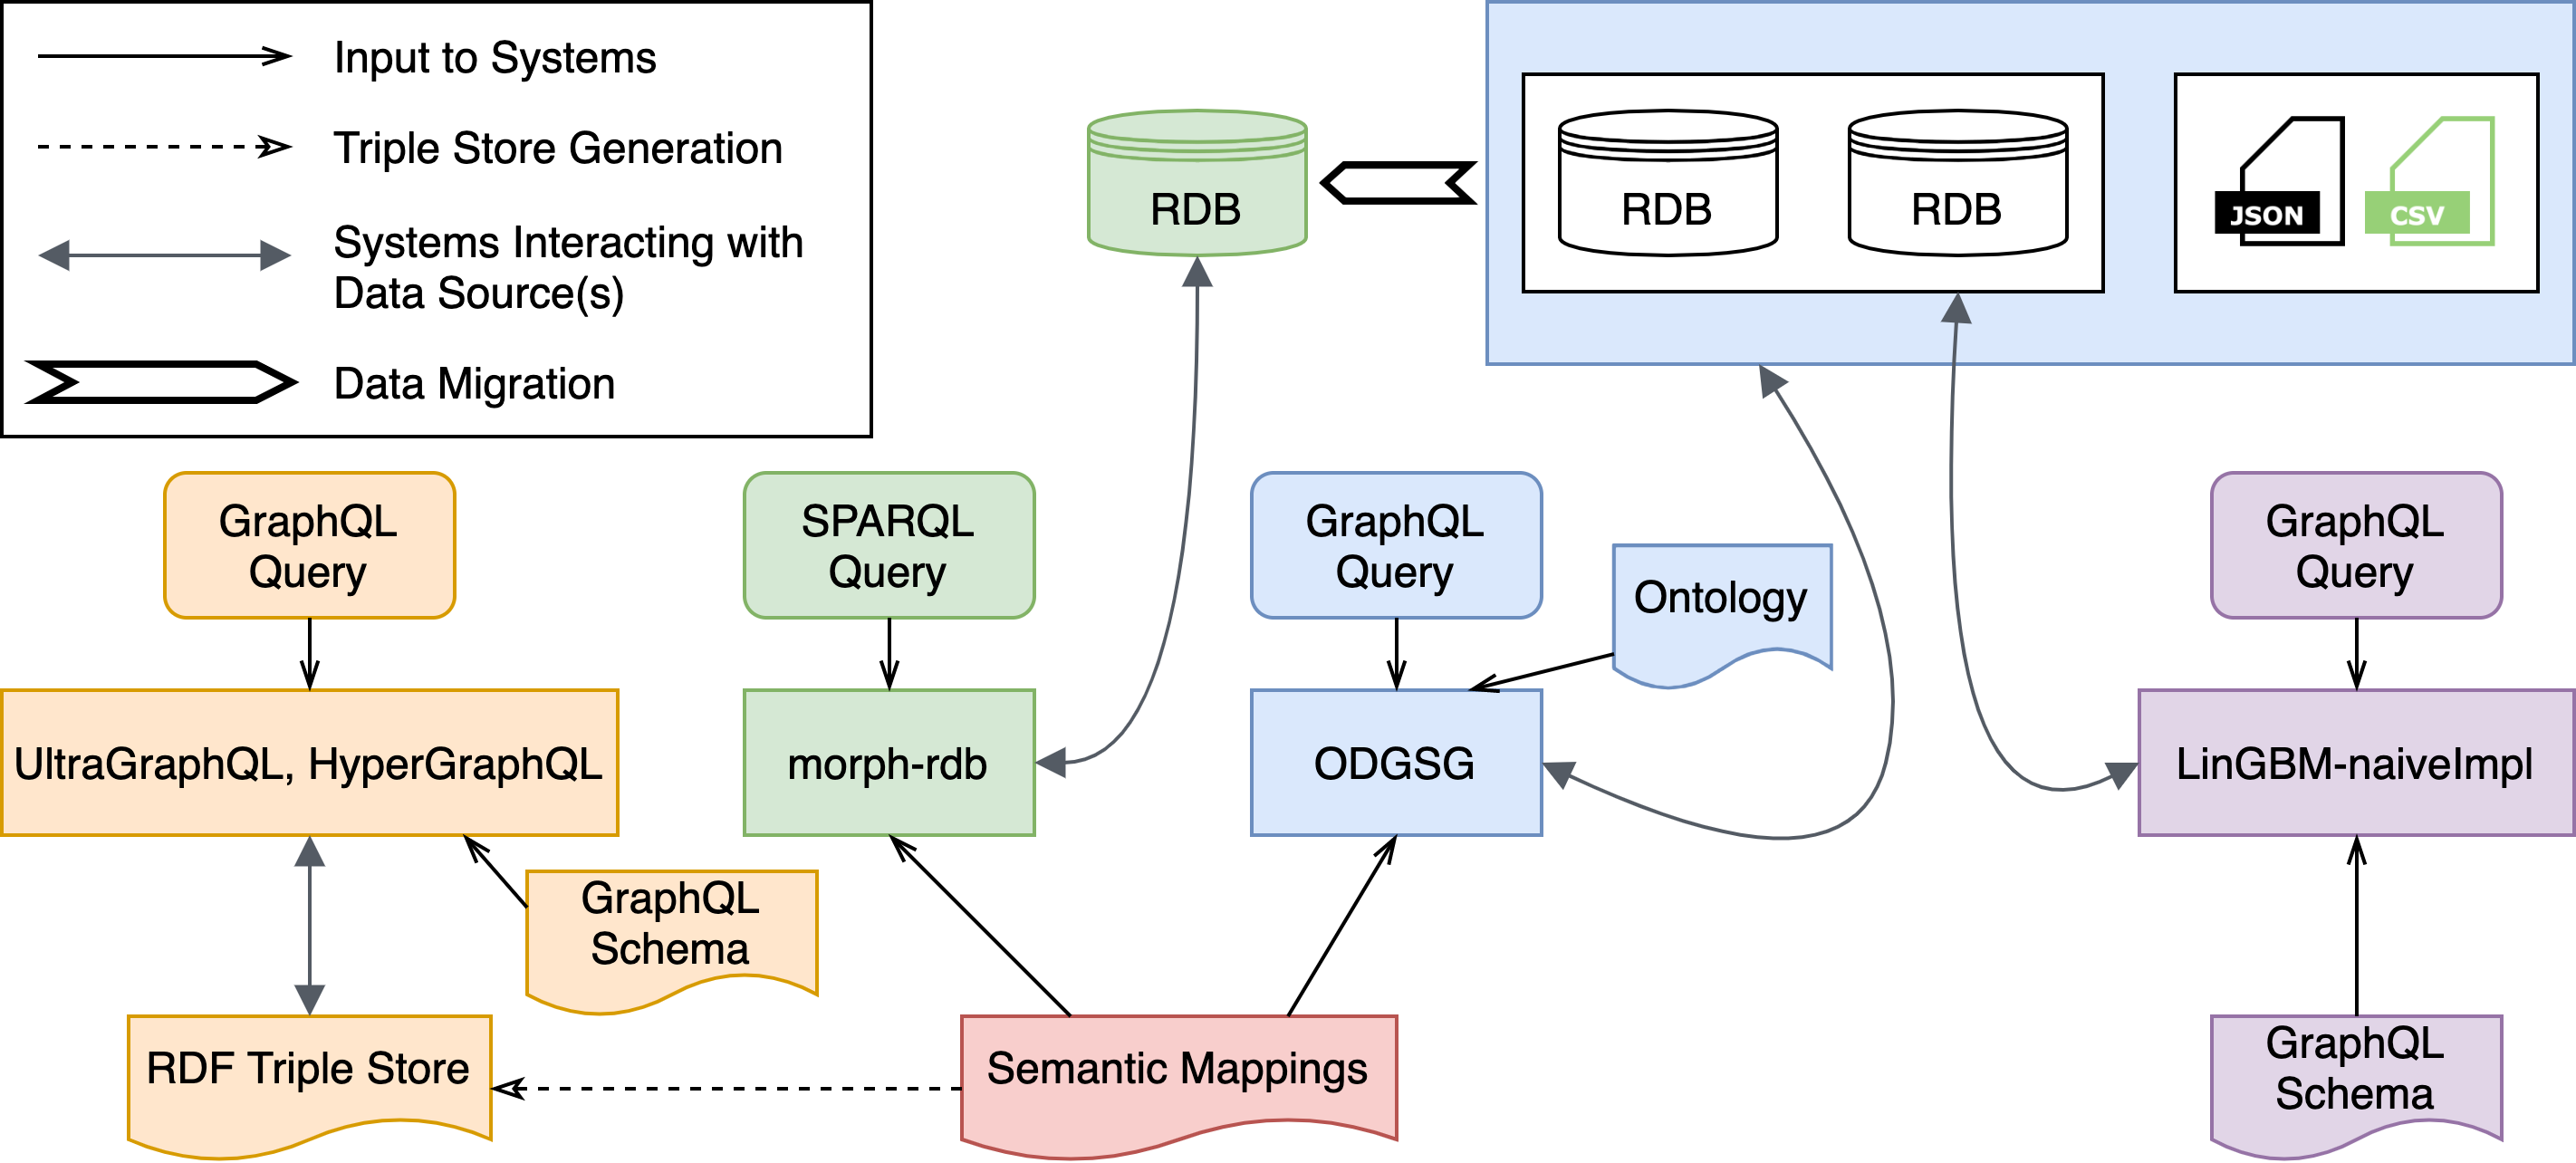 Input to Systems
Triple Store Generation
Systems Interacting with
Data Source(s)
Data Migration
RDB
RDB
RDB
JSON
CSV
GraphQL
Query
SPARQL
Query
GraphQL
Query
Ontology
GraphQL
Query
UltraGraphQL, HyperGraphQL
morph-rdb
ODGSG
LinGBM-naiveImpl
GraphQL
Schema
RDF Triple Store
Semantic Mappings
GraphQL
Schema